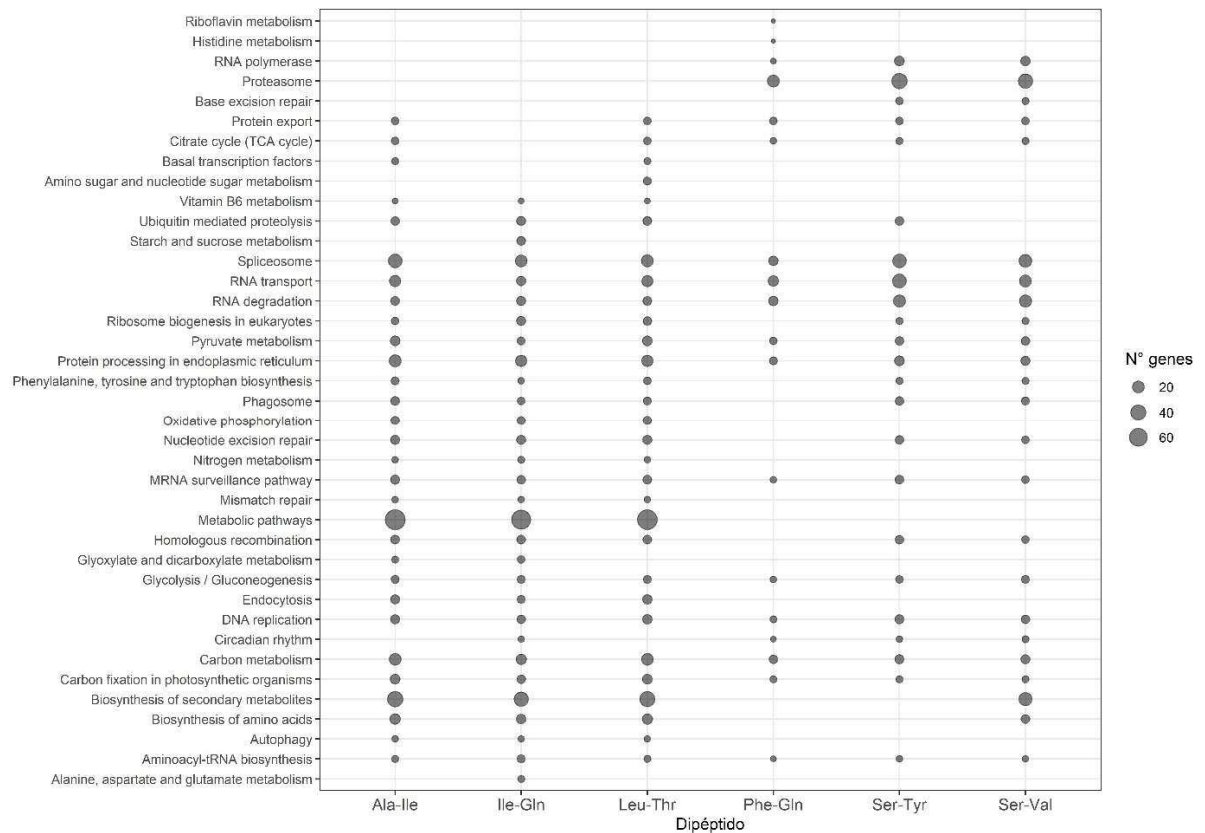 Riboflavin metabolism
Histidine metabolism
RNA polymerase
Proteasome
Base excision repair
Protein export
Citrate cycle (TCA cycle)
Basal transcription factors
Amino sugar and nucleotide sugar metabolism
Vitamin B6 metabolism
Ubiquitin mediated proteolysis
Starch and sucrose metabolism
Spliceosome
RNA transport
RNA degradation
Ribosome biogenesis in eukaryotes
Pyruvate metabolism
Protein processing in endoplasmic reticulum
Phenylalanine, tyrosine and tryptophan biosynthesis
Phagosome
Oxidative phosphorylation
Nucleotide excision repair
Nitrogen metabolism
MRNA surveillance pathway
Mismatch repair
Metabolic pathways
Homologous recombination
Glyoxylate and dicarboxylate metabolism
Glycolysis / Gluconeogenesis
Endocytosis
DNA replication
Circadian rhythm
Carbon metabolism
Carbon fixation in photosynthetic organisms
Biosynthesis of secondary metabolites
Biosynthesis of amino acids
Autophagy
Aminoacyl-tRNA biosynthesis
Alanine, aspartate and glutamate metabolism
Ala-Ile Ile-Gln Leu-Thr Phe-Gln Ser-Tyr Ser-Val
Dipéptido
N° genes
20
40
60